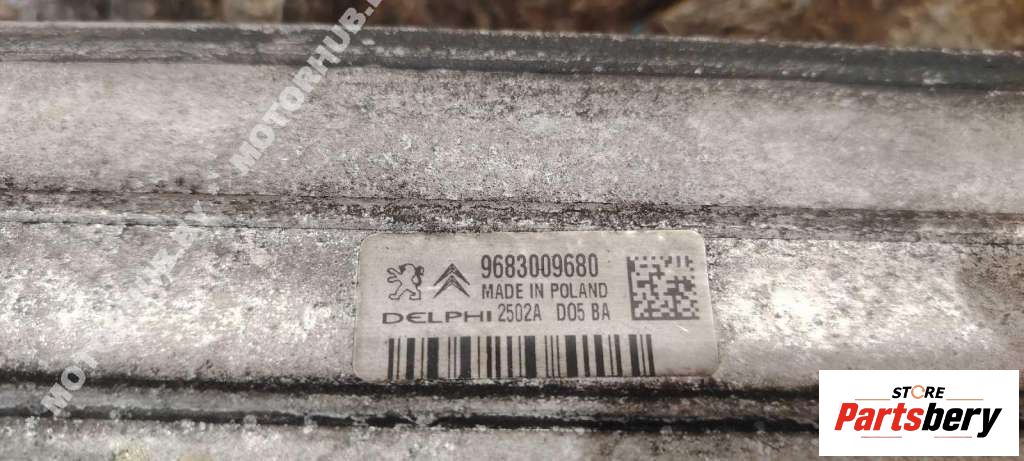 MOTORHUB.
9683009680
MADE IN POLAND
DELPHI 2502A D05 BA
STORE
Partsbery